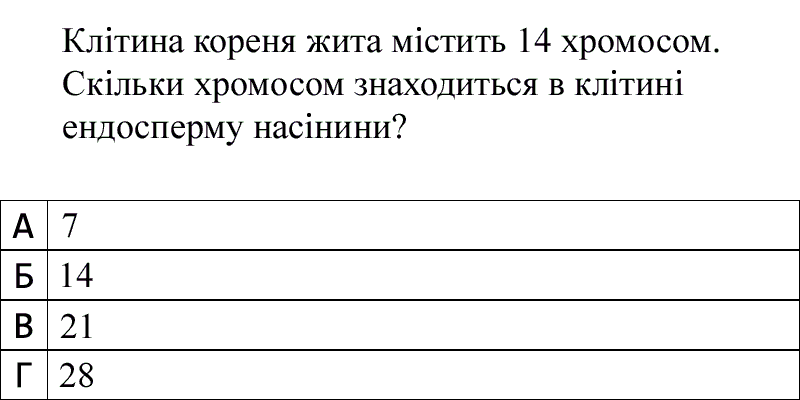 Клітина кореня жита містить 14 хромосом.
Скільки хромосом знаходиться в клітині
ендосперму насінини?
А 7
Б 14
В 21
Г 28